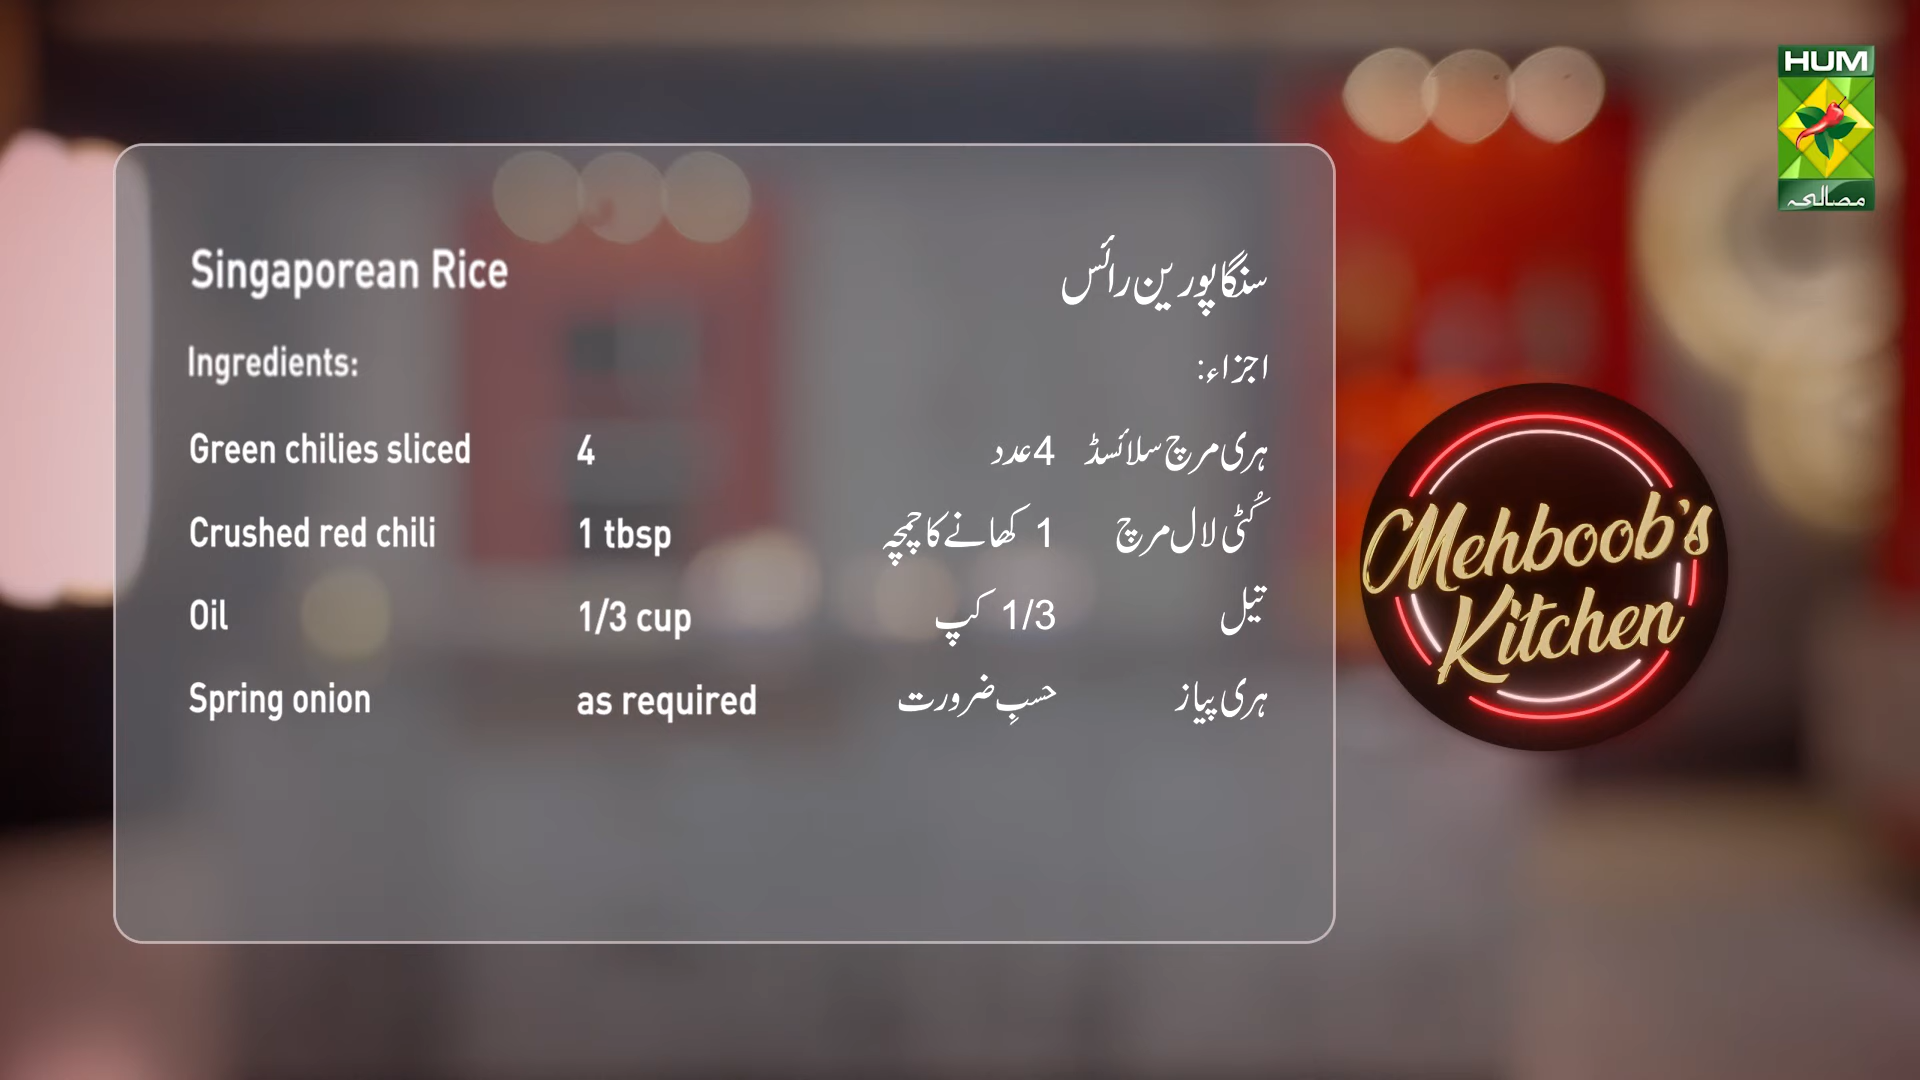 HUM
مصالحہ
Singaporean Rice سنگاپورین رائس
Ingredients: اجزاء:
Green chilies sliced 4 ہری مرچ سلائسڈ 4 عدد
Crushed red chili 1 tbsp کُٹی لال مرچ 1 کھانے کا چمچہ
Oil 1/3 cup تیل 1/3 کپ
Spring onion as required ہری پیاز حسبِ ضرورت
Mehboob's
Kitchen